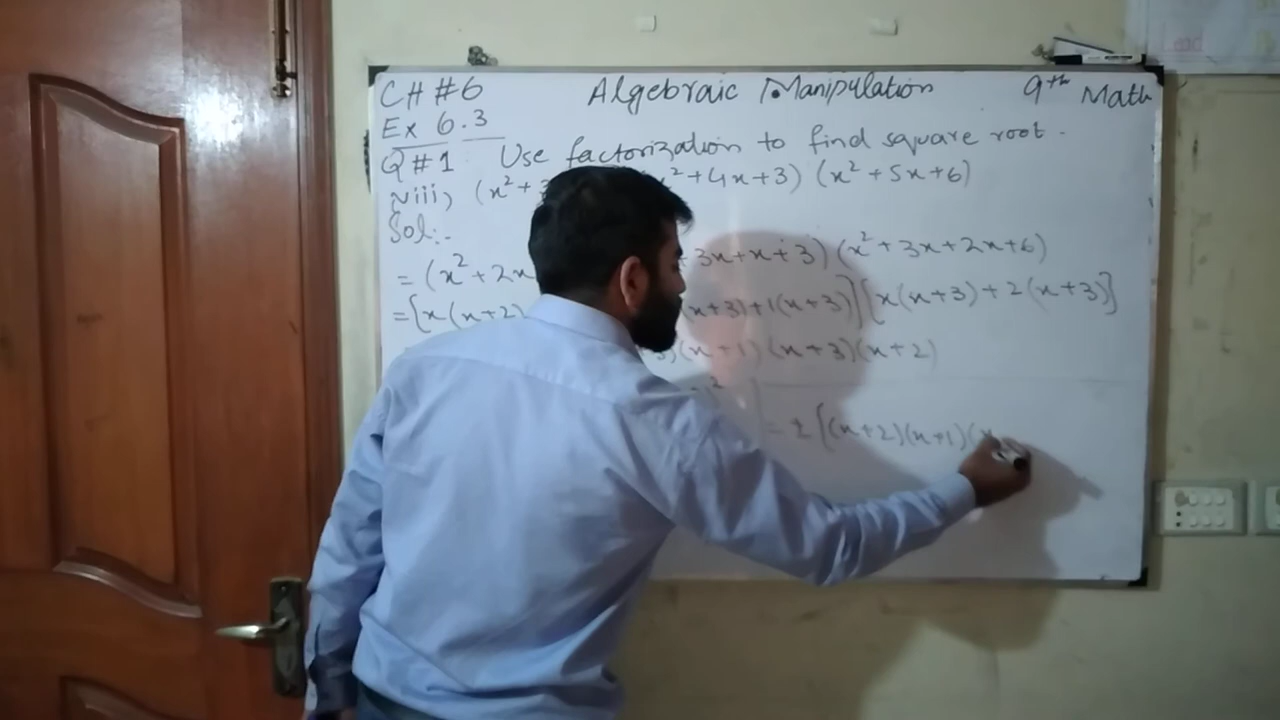 CH #6 Algebraic Manipulation 9th Math
Ex 6.3
Q #1 Use factorization to find square root.
viii) (x² + 3 x² + 4x + 3) (x² + 5x + 6)
Sol:-
= (x² + 2x 3x + x + 3) (x² + 3x + 2x + 6)
= {x(x+2) (x+3) + 1(x+3)} {x(x+3) + 2(x+3)}
(x+1) (x+3)(x+2)
= ± {(x+2)(x+1)(x